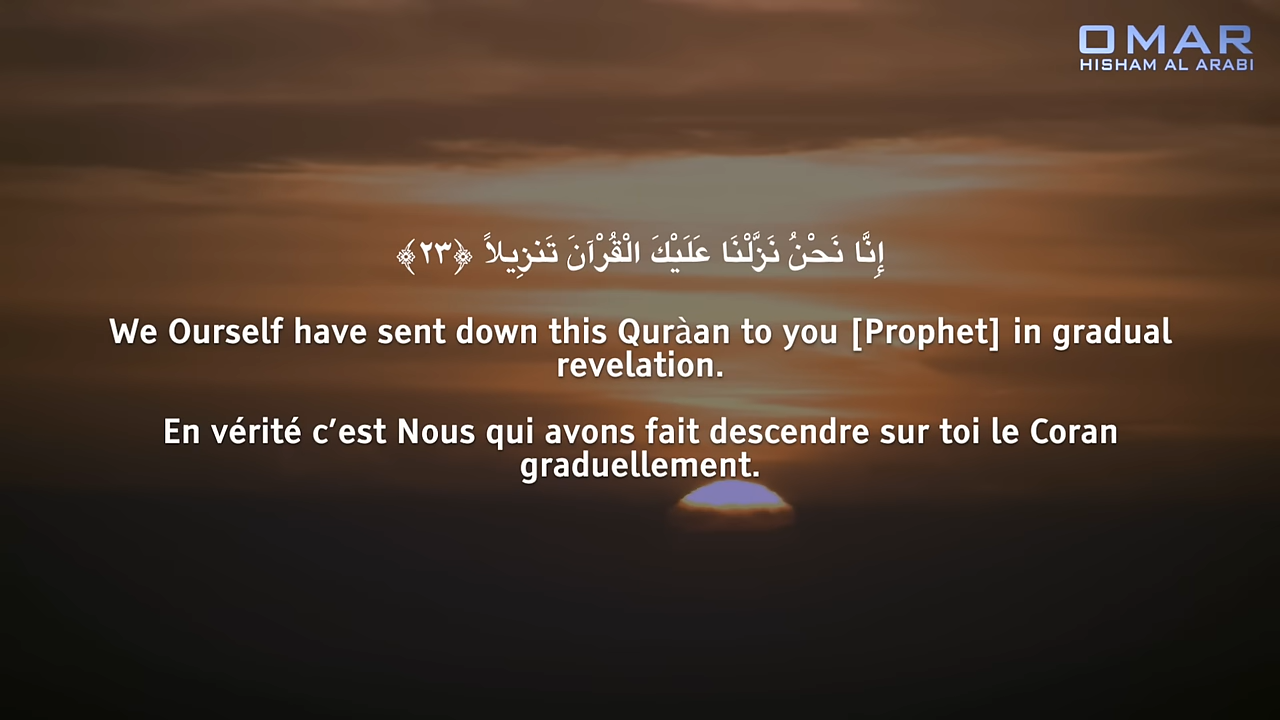 OMAR
HISHAM AL ARABI
إِنَّا نَحْنُ نَزَّلْنَا عَلَيْكَ الْقُرْآنَ تَنزِيلاً ﴿٢٣﴾
We Ourself have sent down this Quràan to you [Prophet] in gradual
revelation.
En vérité c’est Nous qui avons fait descendre sur toi le Coran
graduellement.